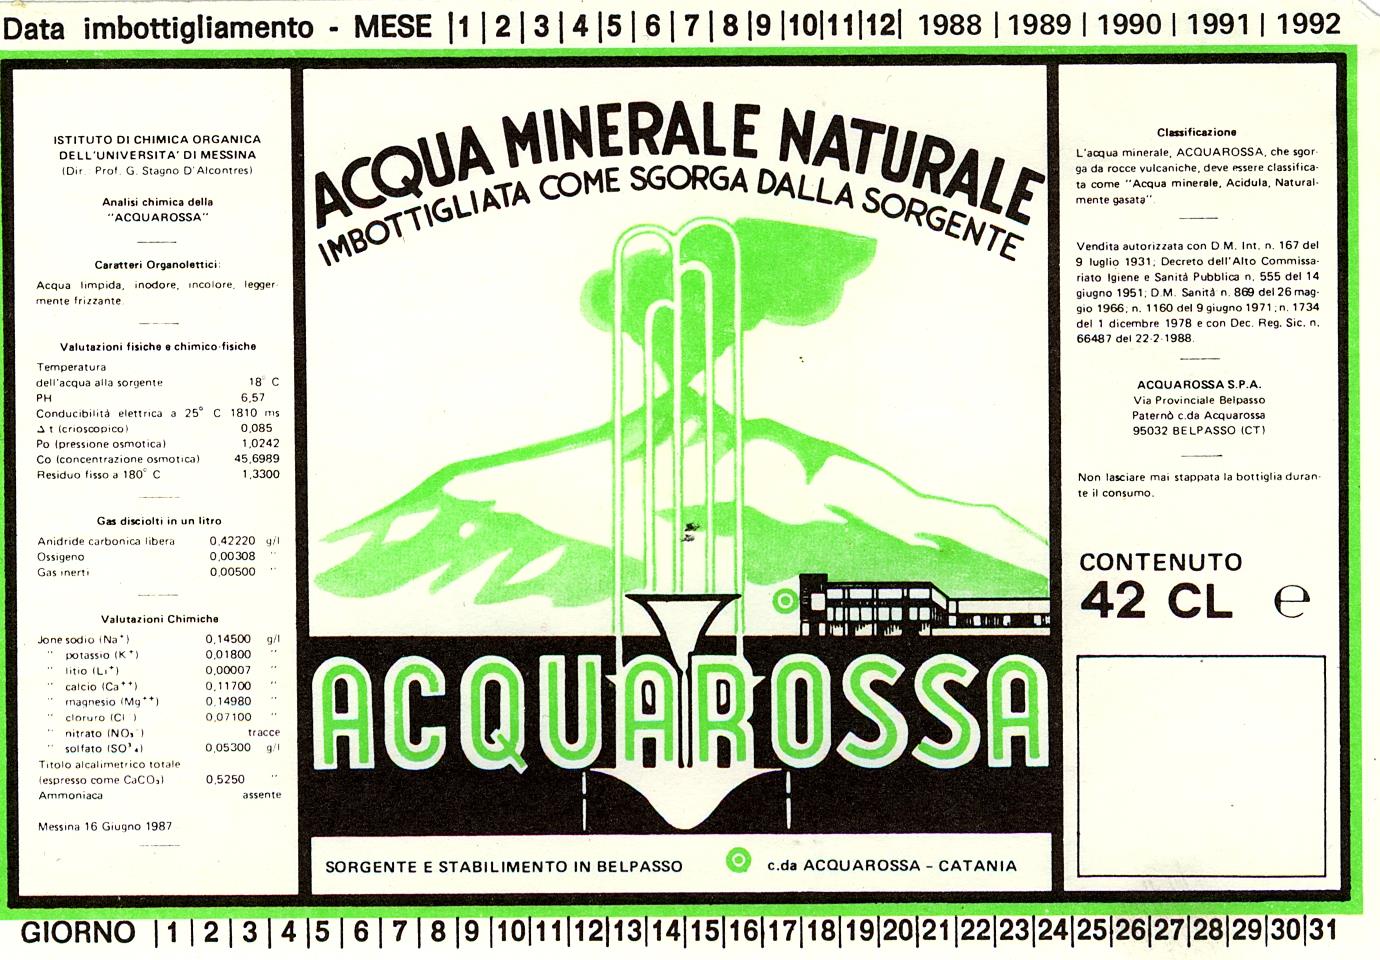 Data imbottigliamento - MESE |1|2|3|4|5|6|7|8|9|10|11|12| 1988|1989|1990|1991|1992
ISTITUTO DI CHIMICA ORGANICA
DELL'UNIVERSITA' DI MESSINA
(Dir. Prof. G. Stagno D'Alcontres)
Analisi chimica della
"ACQUAROSSA"
Caratteri Organolettici:
Acqua limpida, inodore, incolore, legger-
mente frizzante.
Valutazioni fisiche e chimico-fisiche
Temperatura
dell'acqua alla sorgente 18° C
PH 6,57
Conducibilità elettrica a 25° C 1810 ms
Δ t (crioscopico) 0,085
Po (pressione osmotica) 1,0242
Co (concentrazione osmotica) 45,6989
Residuo fisso a 180° C 1,3300
Gas disciolti in un litro
Anidride carbonica libera 0,42220 g/l
Ossigeno 0,00308 "
Gas inerti 0,00500 "
Valutazioni Chimiche
Jone sodio (Na⁺) 0,14500 g/l
" potassio (K⁺) 0,01800 "
" litio (Li⁺) 0,00007 "
" calcio (Ca⁺⁺) 0,11700 "
" magnesio (Mg⁺⁺) 0,14980 "
" cloruro (Cl⁻) 0,07100 "
" nitrato (NO₃⁻) tracce
" solfato (SO³₄) 0,05300 g/l
Titolo alcalimetrico totale
(espresso come CaCO₃) 0,5250 "
Ammoniaca assente
Messina 16 Giugno 1987
ACQUA MINERALE NATURALE
IMBOTTIGLIATA COME SGORGA DALLA SORGENTE
ACQUAROSSA
SORGENTE E STABILIMENTO IN BELPASSO c.da ACQUAROSSA - CATANIA
Classificazione
L'acqua minerale, ACQUAROSSA, che sgor-
ga da rocce vulcaniche, deve essere classifica-
ta come "Acqua minerale, Acidula, Natural-
mente gasata".
Vendita autorizzata con D.M. Int. n. 167 del
9 luglio 1931; Decreto dell'Alto Commissa-
riato Igiene e Sanità Pubblica n. 555 del 14
giugno 1951; D.M. Sanità n. 869 del 26 mag-
gio 1966; n. 1160 del 9 giugno 1971; n. 1734
del 1 dicembre 1978 e con Dec. Reg. Sic. n.
66487 del 22-2-1988.
ACQUAROSSA S.P.A.
Via Provinciale Belpasso
Paternò c.da Acquarossa
95032 BELPASSO (CT)
Non lasciare mai stappata la bottiglia duran-
te il consumo.
CONTENUTO
42 CL ℮
GIORNO |1|2|3|4|5|6|7|8|9|10|11|12|13|14|15|16|17|18|19|20|21|22|23|24|25|26|27|28|29|30|31